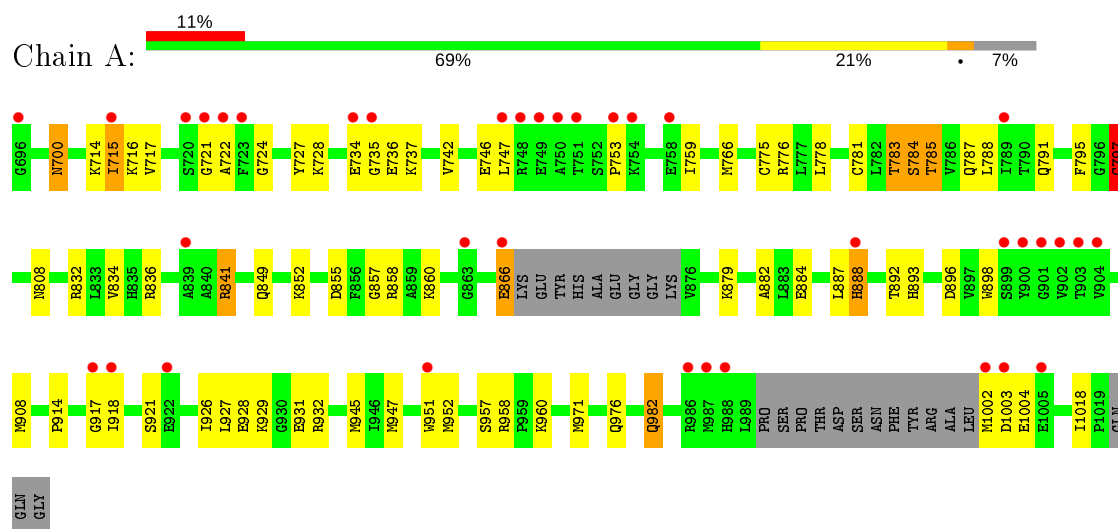 11%
Chain A:
69% 21% • 7%
G696 N700 K714 I715 K716 V717 S720 G721 A722 F723 G724 Y727 K728 E734 G735 E736 K737 V742 E746 L747 R748 E749 A750 T751 S752 P753 K754 E758 I759 M766 C775 R776 L777 L778 C781 L782 T783 S784 T785 V786 Q787 L788 I789 T790 Q791 F795 G796 C797
N808 R832 L833 V834 H835 R836 A839 A840 R841 Q849 K852 D855 F856 G857 R858 A859 K860 G863 E866 LYS GLU TYR HIS ALA GLU GLY GLY LYS V876 K879 A882 L883 E884 L887 H888 T892 H893 D896 V897 W898 S899 Y900 G901 V902 T903 V904
M908 P914 G917 I918 S921 E922 I926 L927 E928 K929 G930 E931 R932 M945 I946 M947 W951 M952 S957 R958 P959 K960 M971 Q976 Q982 R986 M987 H988 L989 PRO SER PRO THR ASP SER ASN PHE TYR ARG ALA LEU M1002 D1003 E1004 E1005 I1018 P1019 GLN
GLN GLY